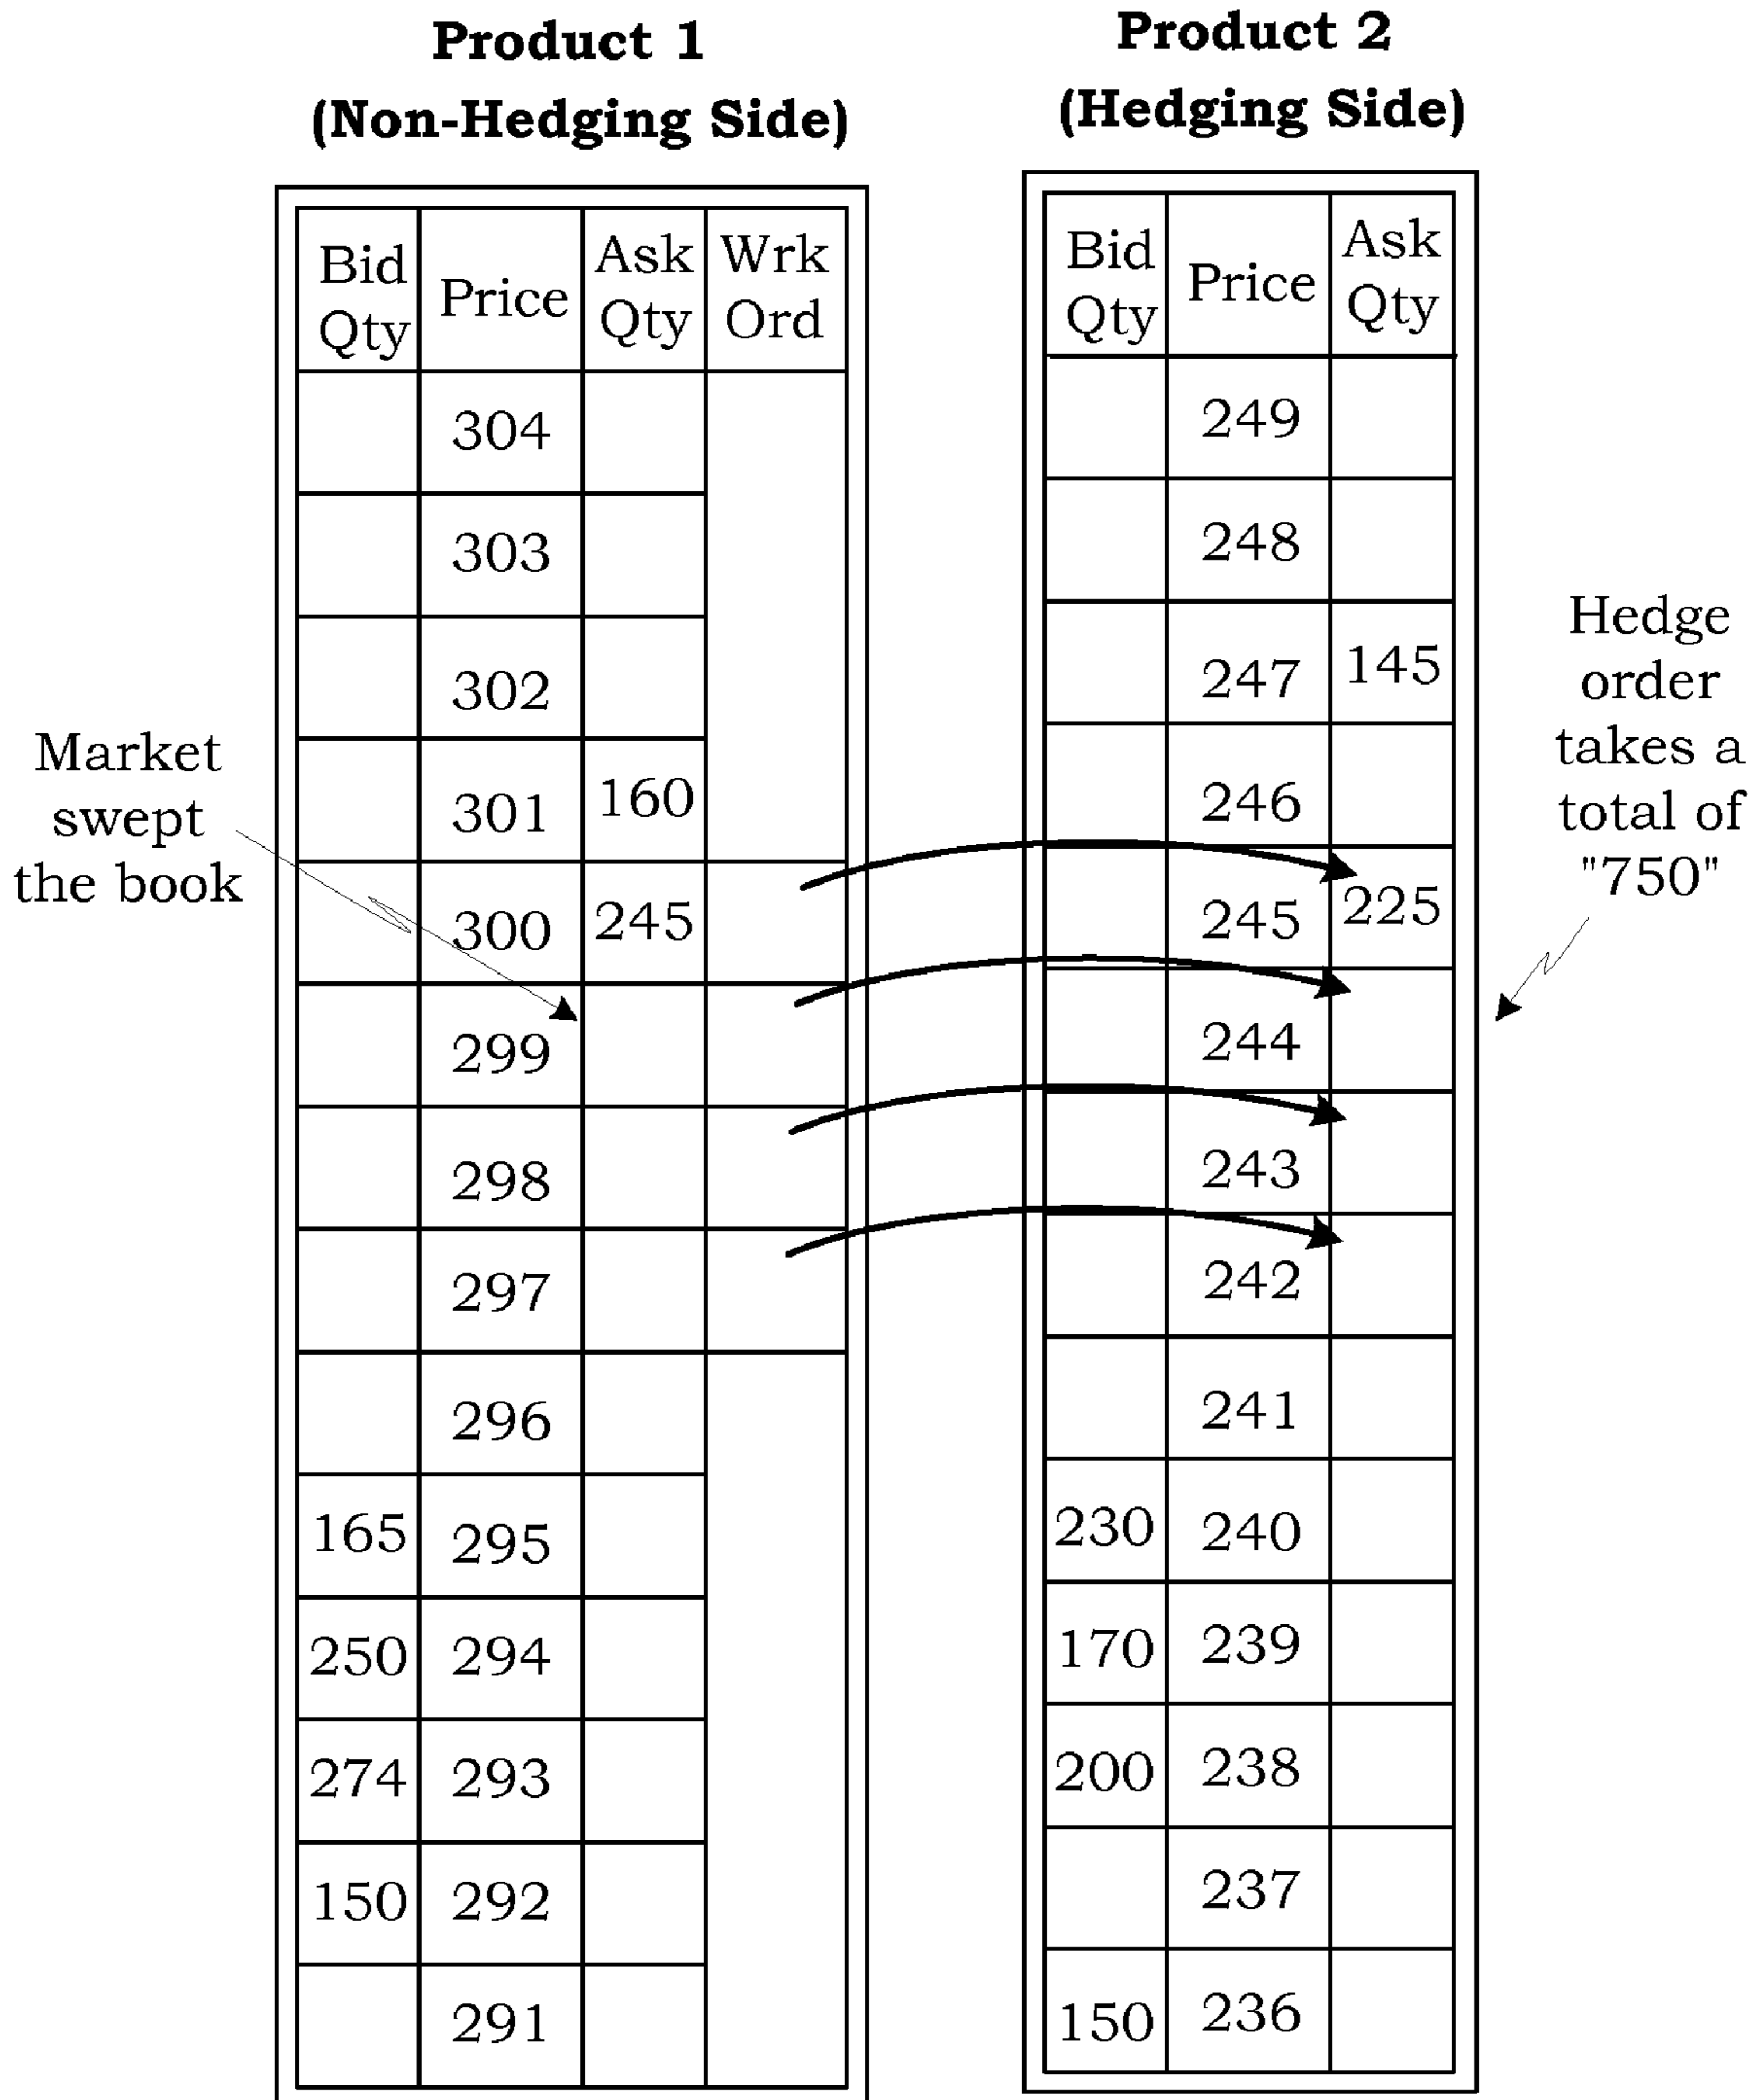 Product 1
(Non-Hedging Side)
Bid Qty Price Ask Qty Wrk Ord
304
303
302
301 160
300 245
299
298
297
296
165 295
250 294
274 293
150 292
291
Market
swept
the book
Product 2
(Hedging Side)
Bid Qty Price Ask Qty
249
248
247 145
246
245 225
244
243
242
241
230 240
170 239
200 238
237
150 236
Hedge
order
takes a
total of
"750"